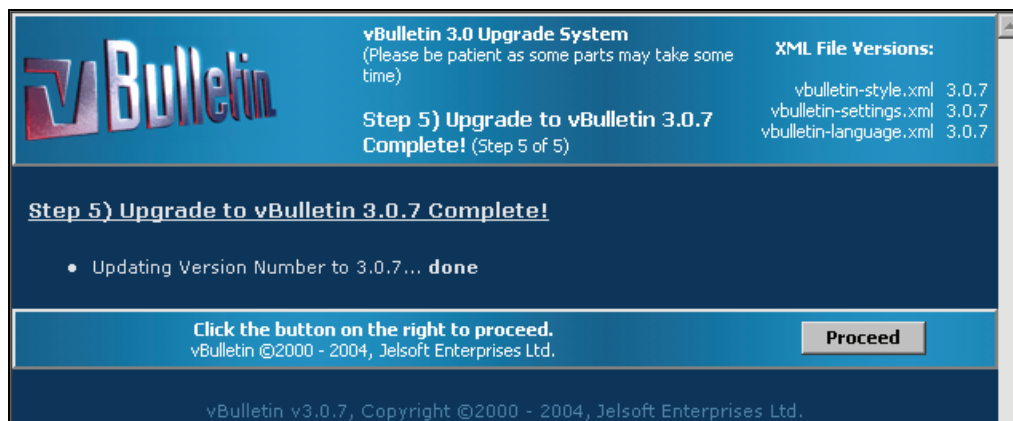 vBulletin
vBulletin 3.0 Upgrade System
(Please be patient as some parts may take some
time)
Step 5) Upgrade to vBulletin 3.0.7
Complete! (Step 5 of 5)
XML File Versions:
vbulletin-style.xml 3.0.7
vbulletin-settings.xml 3.0.7
vbulletin-language.xml 3.0.7
Step 5) Upgrade to vBulletin 3.0.7 Complete!
• Updating Version Number to 3.0.7... done
Click the button on the right to proceed.
vBulletin ©2000 - 2004, Jelsoft Enterprises Ltd.
Proceed
vBulletin v3.0.7, Copyright ©2000 - 2004, Jelsoft Enterprises Ltd.